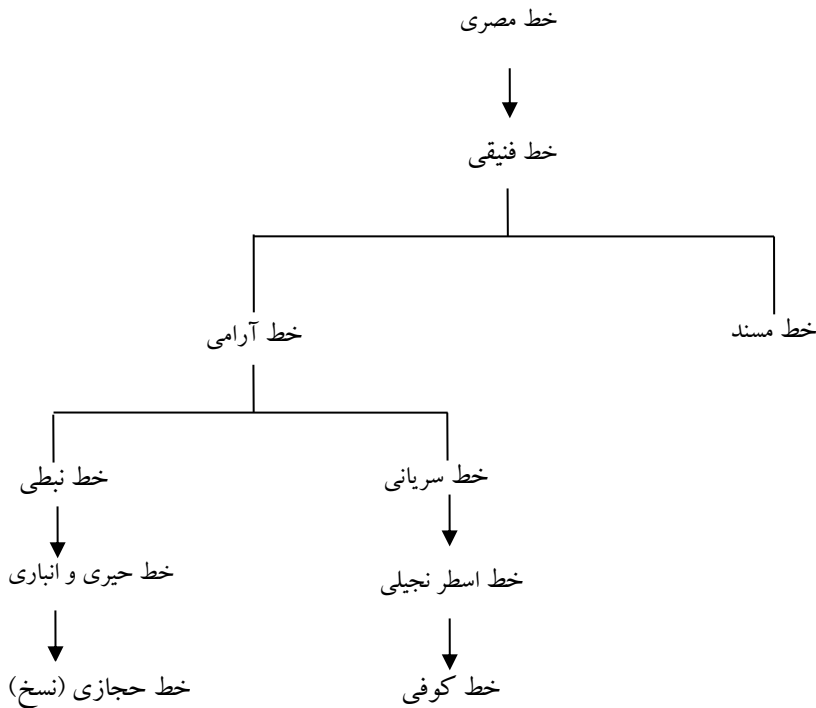 خط مصری
خط فنیقی
خط مسند
خط آرامی
خط سریانی
خط نبطی
خط اسطر نجیلی
خط حیری و انباری
خط کوفی
خط حجازی (نسخ)